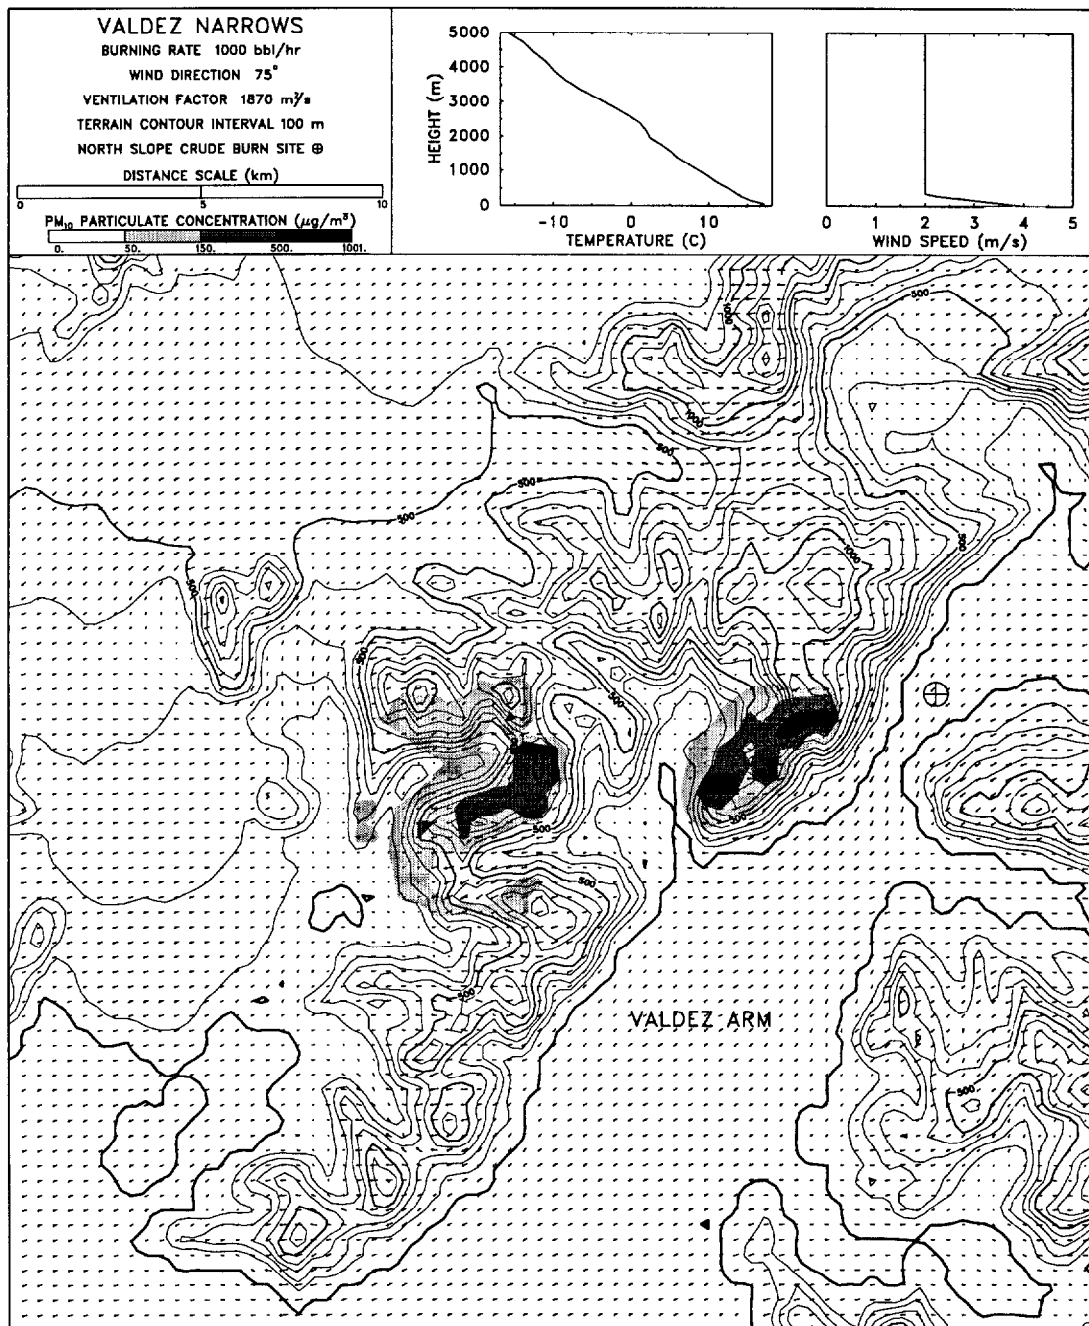 VALDEZ NARROWS
BURNING RATE 1000 bbl/hr
WIND DIRECTION 75°
VENTILATION FACTOR 1870 m²/s
TERRAIN CONTOUR INTERVAL 100 m
NORTH SLOPE CRUDE BURN SITE ⊕
DISTANCE SCALE (km)
0 5 10
PM₁₀ PARTICULATE CONCENTRATION (μg/m³)
0. 50. 150. 500. 1001.
HEIGHT (m)
5000
4000
3000
2000
1000
0
-10 0 10
TEMPERATURE (C)
0 1 2 3 4 5
WIND SPEED (m/s)
500
500
1000
500
500
500
500
1000
500
500
500
500
500
500
500
500
VALDEZ ARM
500